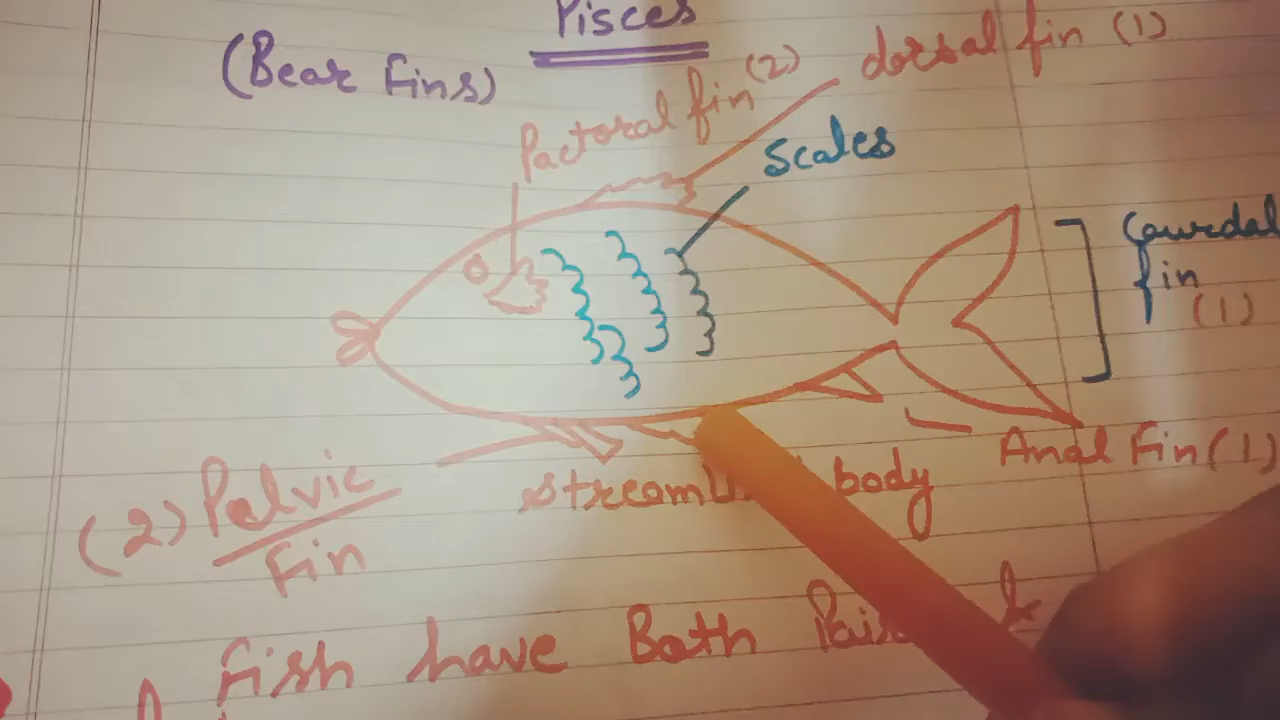 Pisces
(Bear Fins)
Pactoral fin (2)
dorsal fin (1)
Scales
Caurdal
fin
(1)
(2) Pelvic
Fin
body
Anal Fin (1)
Fish have Both